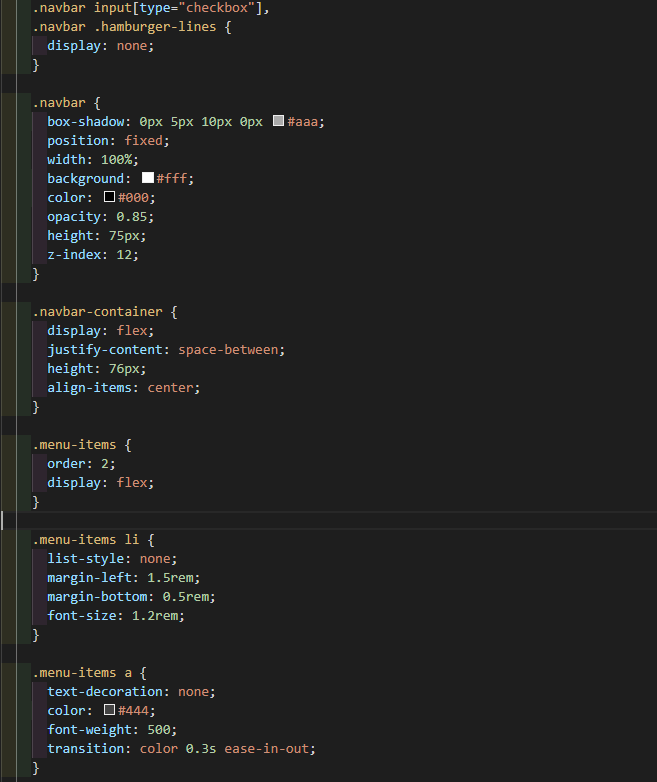 .navbar input[type="checkbox"],
.navbar .hamburger-lines {
display: none;
}
.navbar {
box-shadow: 0px 5px 10px 0px #aaa;
position: fixed;
width: 100%;
background: #fff;
color: #000;
opacity: 0.85;
height: 75px;
z-index: 12;
}
.navbar-container {
display: flex;
justify-content: space-between;
height: 76px;
align-items: center;
}
.menu-items {
order: 2;
display: flex;
}
.menu-items li {
list-style: none;
margin-left: 1.5rem;
margin-bottom: 0.5rem;
font-size: 1.2rem;
}
.menu-items a {
text-decoration: none;
color: #444;
font-weight: 500;
transition: color 0.3s ease-in-out;
}